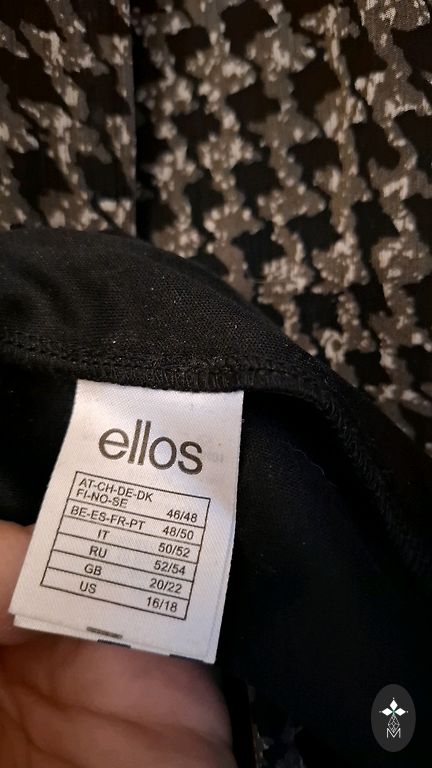 ellos
AT-CH-DE-DK
FI-NO-SE 46/48
BE-ES-FR-PT 48/50
IT 50/52
RU 52/54
GB 20/22
US 16/18
M